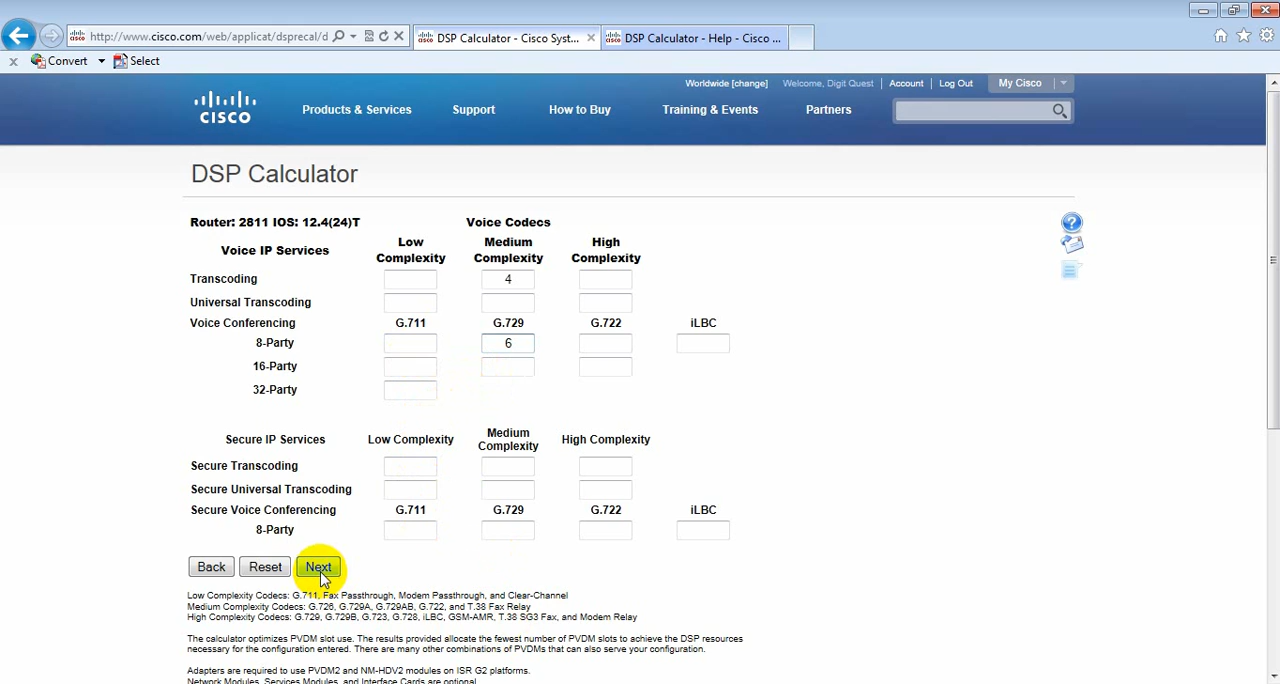 http://www.cisco.com/web/applicat/dsprecal/d
DSP Calculator - Cisco Syst...
DSP Calculator - Help - Cisco ...
x Convert Select
Worldwide [change] Welcome, Digit Quest Account Log Out My Cisco
CISCO
Products & Services Support How to Buy Training & Events Partners
DSP Calculator
Router: 2811 IOS: 12.4(24)T Voice Codecs
Voice IP Services Low Complexity Medium Complexity High Complexity
Transcoding 4
Universal Transcoding
Voice Conferencing G.711 G.729 G.722 iLBC
8-Party 6
16-Party
32-Party
Secure IP Services Low Complexity Medium Complexity High Complexity
Secure Transcoding
Secure Universal Transcoding
Secure Voice Conferencing G.711 G.729 G.722 iLBC
8-Party
Back Reset Next
Low Complexity Codecs: G.711, Fax Passthrough, Modem Passthrough, and Clear-Channel
Medium Complexity Codecs: G.726, G.729A, G.729AB, G.722, and T.38 Fax Relay
High Complexity Codecs: G.729, G.729B, G.723, G.728, iLBC, GSM-AMR, T.38 SG3 Fax, and Modem Relay
The calculator optimizes PVDM slot use. The results provided allocate the fewest number of PVDM slots to achieve the DSP resources
necessary for the configuration entered. There are many other combinations of PVDMs that can also serve your configuration.
Adapters are required to use PVDM2 and NM-HDV2 modules on ISR G2 platforms.
Network Modules, Services Modules, and Interface Cards are optional.